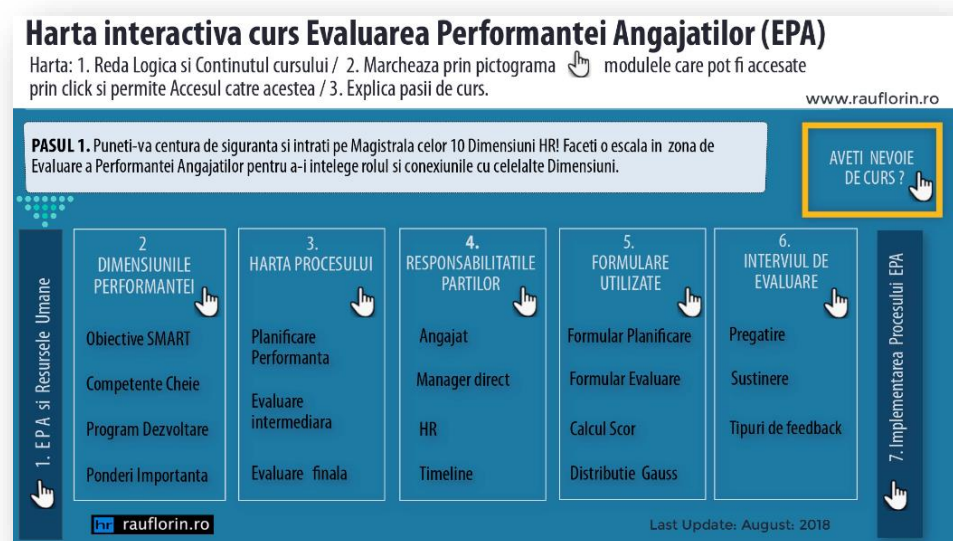 Harta interactiva curs Evaluarea Performantei Angajatilor (EPA)
Harta: 1. Reda Logica si Continutul cursului / 2. Marcheaza prin pictograma modulele care pot fi accesate
prin click si permite Accesul catre acestea / 3. Explica pasii de curs.
www.rauflorin.ro
PASUL 1. Puneti-va centura de siguranta si intrati pe Magistrala celor 10 Dimensiuni HR! Faceti o escala in zona de
Evaluare a Performantei Angajatilor pentru a-i intelege rolul si conexiunile cu celelalte Dimensiuni.
AVETI NEVOIE
DE CURS ?
1. E P A si Resursele Umane
2
DIMENSIUNILE
PERFORMANTEI
Obiective SMART
Competente Cheie
Program Dezvoltare
Ponderi Importanta
3.
HARTA PROCESULUI
Planificare
Performanta
Evaluare
intermediara
Evaluare finala
4.
RESPONSABILITATILE
PARTILOR
Angajat
Manager direct
HR
Timeline
5.
FORMULARE
UTILIZATE
Formular Planificare
Formular Evaluare
Calcul Scor
Distributie Gauss
6.
INTERVIUL DE
EVALUARE
Pregatire
Sustinere
Tipuri de feedback
7. Implementarea Procesului EPA
hr rauflorin.ro
Last Update: August: 2018